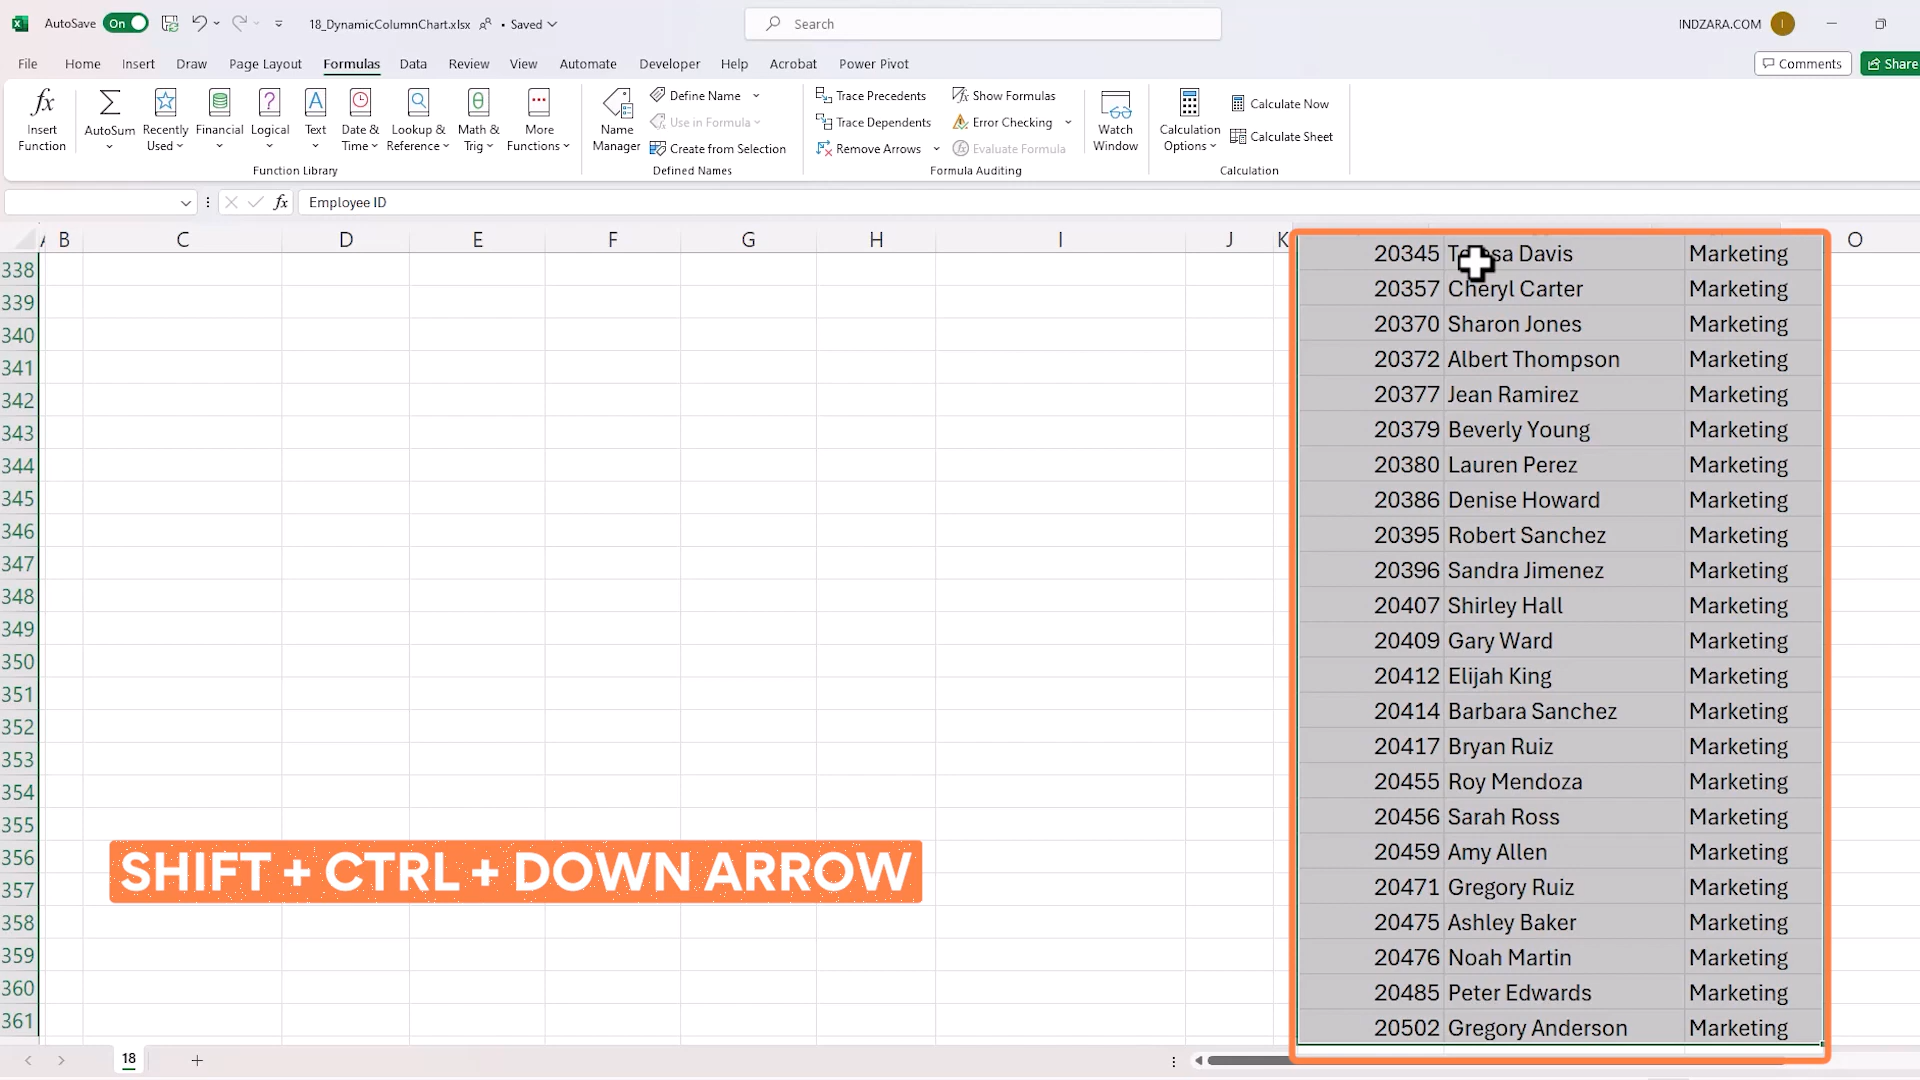 AutoSave On 18_DynamicColumnChart.xlsx • Saved Search INDZARA.COM I
File Home Insert Draw Page Layout Formulas Data Review View Automate Developer Help Acrobat Power Pivot Comments Share
Insert Function
AutoSum
Recently Used
Financial
Logical
Text
Date & Time
Lookup & Reference
Math & Trig
More Functions
Function Library
Name Manager
Define Name
Use in Formula
Create from Selection
Defined Names
Trace Precedents
Trace Dependents
Remove Arrows
Show Formulas
Error Checking
Evaluate Formula
Formula Auditing
Watch Window
Calculation Options
Calculate Now
Calculate Sheet
Calculation
fx Employee ID
B C D E F G H I J K O
338
339
340
341
342
343
344
345
346
347
348
349
350
351
352
353
354
355
356
357
358
359
360
361
20345 Davis Marketing
20357 Cheryl Carter Marketing
20370 Sharon Jones Marketing
20372 Albert Thompson Marketing
20377 Jean Ramirez Marketing
20379 Beverly Young Marketing
20380 Lauren Perez Marketing
20386 Denise Howard Marketing
20395 Robert Sanchez Marketing
20396 Sandra Jimenez Marketing
20407 Shirley Hall Marketing
20409 Gary Ward Marketing
20412 Elijah King Marketing
20414 Barbara Sanchez Marketing
20417 Bryan Ruiz Marketing
20455 Roy Mendoza Marketing
20456 Sarah Ross Marketing
20459 Amy Allen Marketing
20471 Gregory Ruiz Marketing
20475 Ashley Baker Marketing
20476 Noah Martin Marketing
20485 Peter Edwards Marketing
20502 Gregory Anderson Marketing
SHIFT + CTRL + DOWN ARROW
18